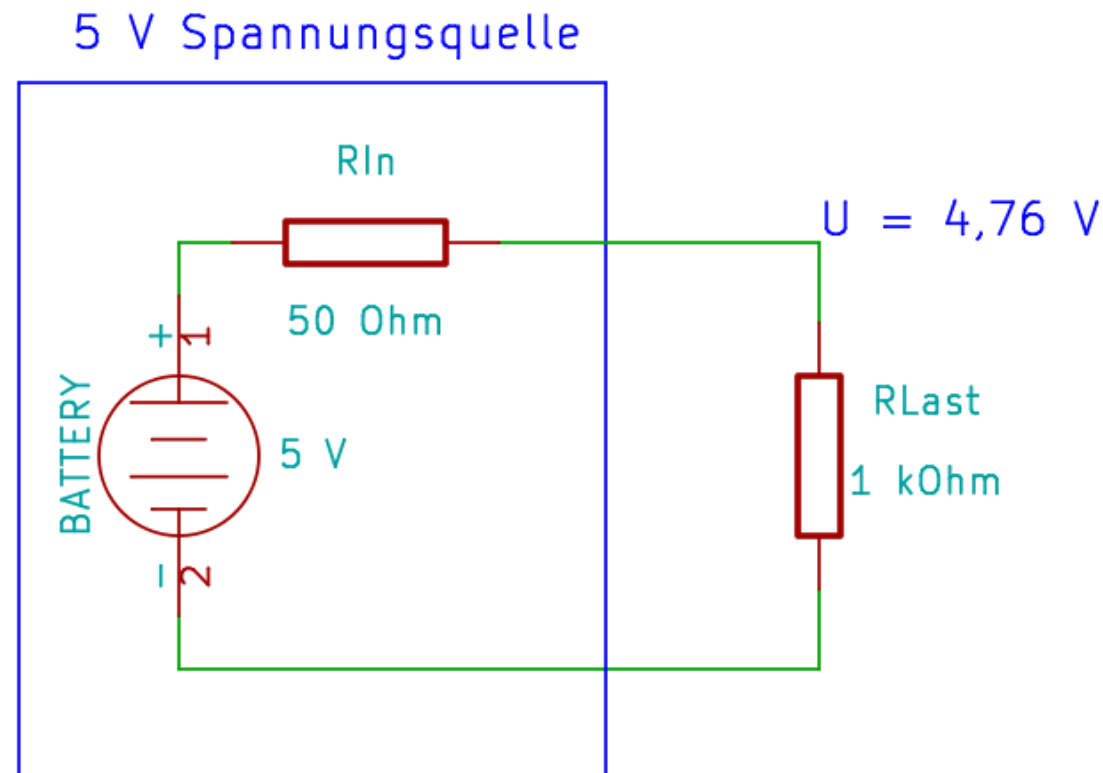 5 V Spannungsquelle
RIn
50 Ohm
U = 4,76 V
+ 1
BATTERY
5 V
RLast
1 kOhm
- 2